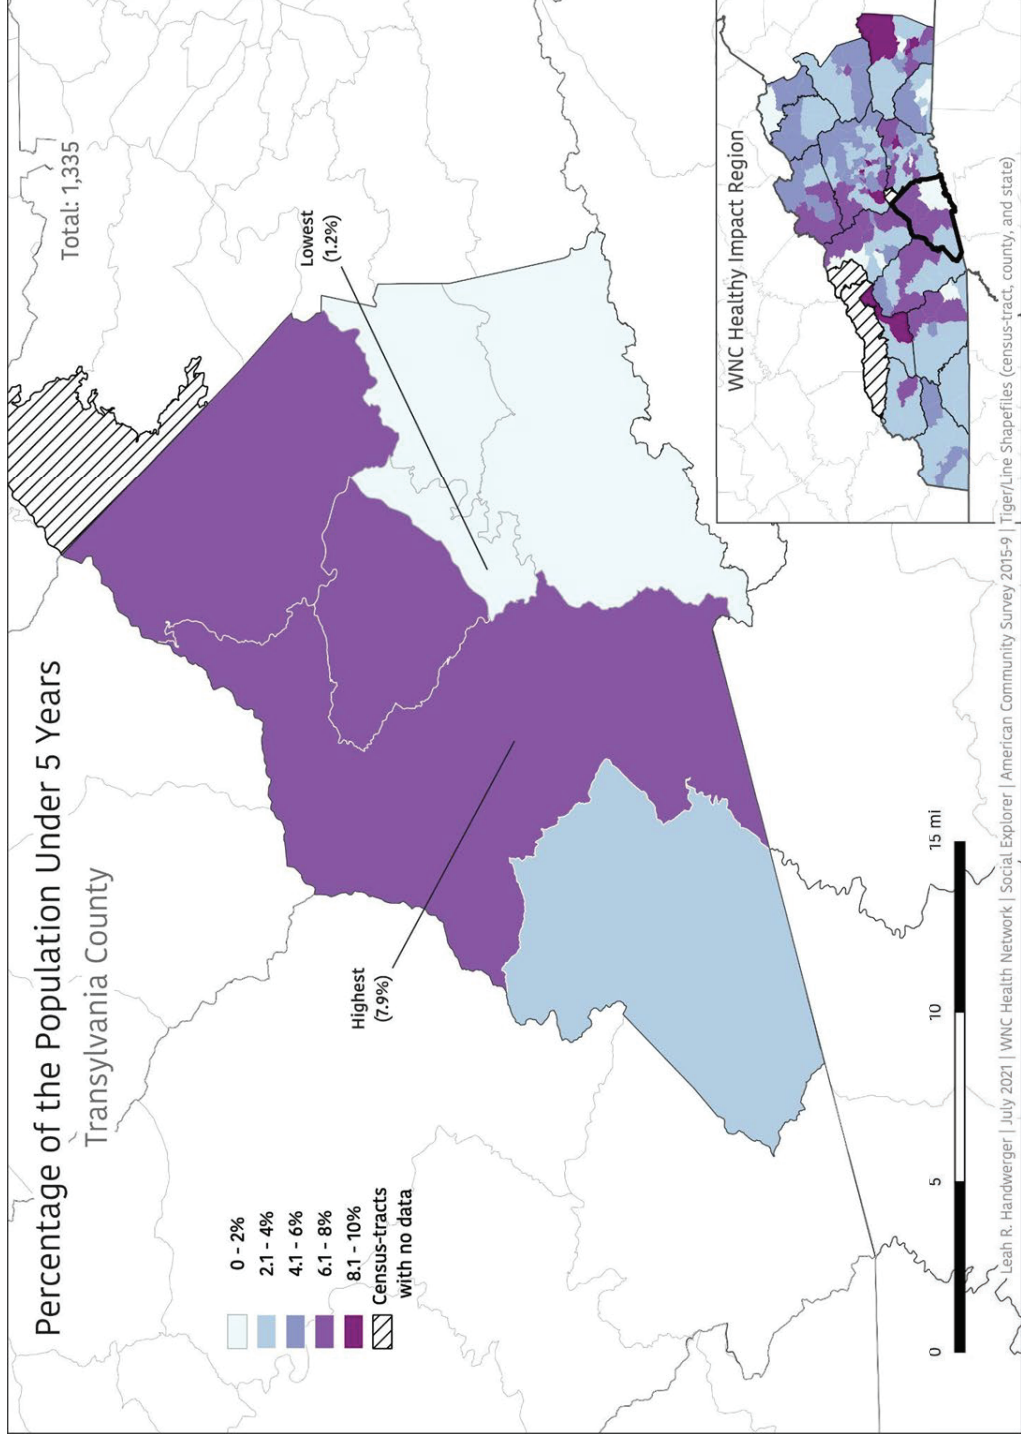 Percentage of the Population Under 5 Years
Transylvania County
Total: 1,335
Lowest
(1.2%)
Highest
(7.9%)
0 - 2%
2.1 - 4%
4.1 - 6%
6.1 - 8%
8.1 - 10%
Census-tracts
with no data
WNC Healthy Impact Region
0 5 10 15 mi
Leah R. Handwerger | July 2021 | WNC Health Network | Social Explorer | American Community Survey 2015-9 | Tiger/Line Shapefiles (census-tract, county, and state)